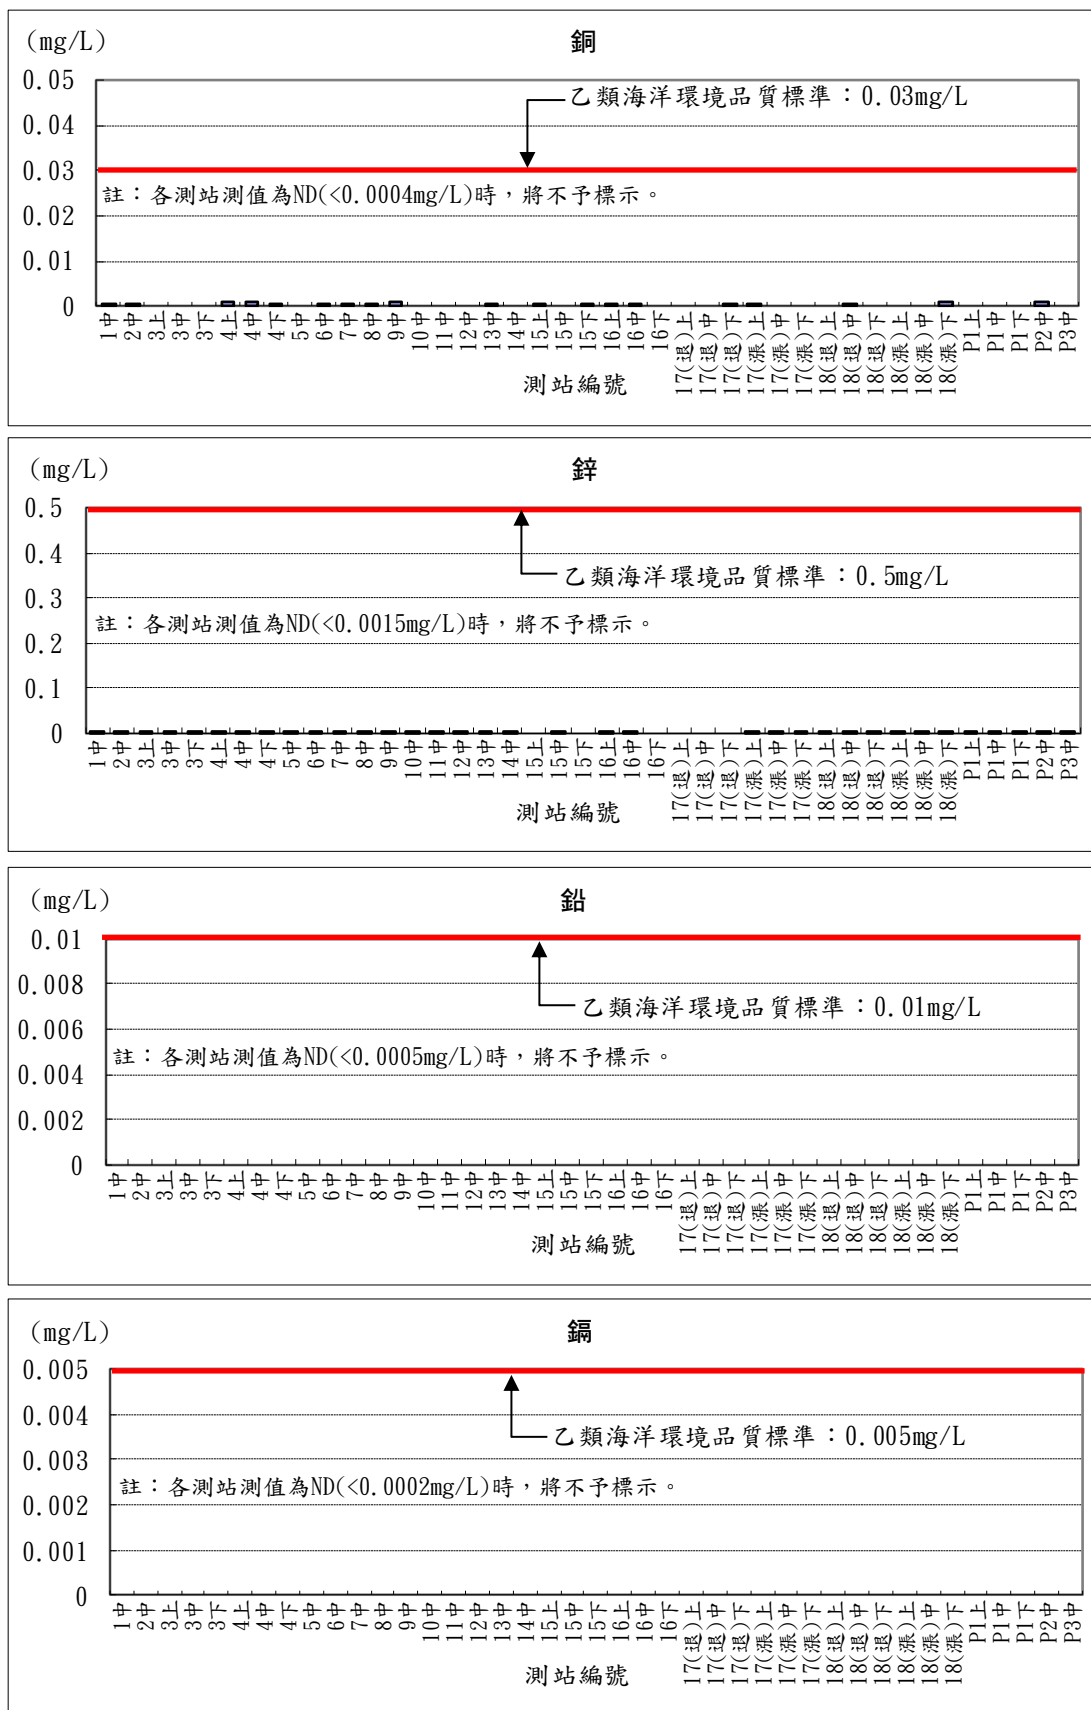 (mg/L)
銅
0.05
乙類海洋環境品質標準：0.03mg/L
0.04
0.03
註：各測站測值為ND(<0.0004mg/L)時，將不予標示。
0.02
0.01
0
1中 2中 3上 3中 3下 4上 4中 4下 5中 6中 7中 8中 9中 10中 11中 12中 13中 14中 15上 15中 15下 16上 16中 16下 17(退)上 17(退)中 17(退)下 17(漲)上 17(漲)中 17(漲)下 18(退)上 18(退)中 18(退)下 18(漲)上 18(漲)中 18(漲)下 P1上 P1中 P1下 P2中 P3中
測站編號
(mg/L)
鋅
0.5
0.4
乙類海洋環境品質標準：0.5mg/L
0.3
註：各測站測值為ND(<0.0015mg/L)時，將不予標示。
0.2
0.1
0
1中 2中 3上 3中 3下 4上 4中 4下 5中 6中 7中 8中 9中 10中 11中 12中 13中 14中 15上 15中 15下 16上 16中 16下 17(退)上 17(退)中 17(退)下 17(漲)上 17(漲)中 17(漲)下 18(退)上 18(退)中 18(退)下 18(漲)上 18(漲)中 18(漲)下 P1上 P1中 P1下 P2中 P3中
測站編號
(mg/L)
鉛
0.01
0.008
乙類海洋環境品質標準：0.01mg/L
0.006
註：各測站測值為ND(<0.0005mg/L)時，將不予標示。
0.004
0.002
0
1中 2中 3上 3中 3下 4上 4中 4下 5中 6中 7中 8中 9中 10中 11中 12中 13中 14中 15上 15中 15下 16上 16中 16下 17(退)上 17(退)中 17(退)下 17(漲)上 17(漲)中 17(漲)下 18(退)上 18(退)中 18(退)下 18(漲)上 18(漲)中 18(漲)下 P1上 P1中 P1下 P2中 P3中
測站編號
(mg/L)
鎘
0.005
0.004
乙類海洋環境品質標準：0.005mg/L
0.003
註：各測站測值為ND(<0.0002mg/L)時，將不予標示。
0.002
0.001
0
1中 2中 3上 3中 3下 4上 4中 4下 5中 6中 7中 8中 9中 10中 11中 12中 13中 14中 15上 15中 15下 16上 16中 16下 17(退)上 17(退)中 17(退)下 17(漲)上 17(漲)中 17(漲)下 18(退)上 18(退)中 18(退)下 18(漲)上 18(漲)中 18(漲)下 P1上 P1中 P1下 P2中 P3中
測站編號